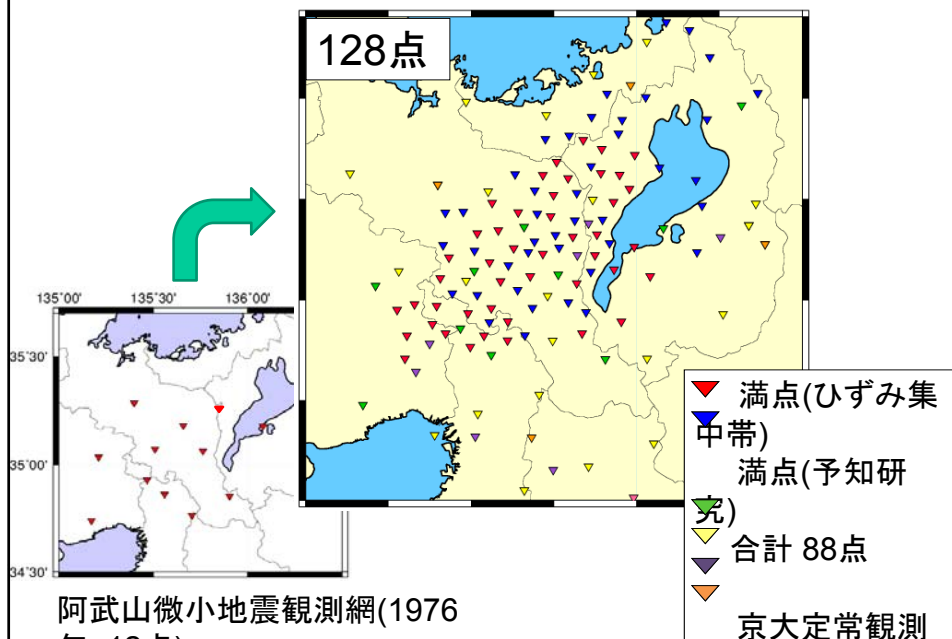 128点
135°00'
135°30'
136°00'
35°30'
35°00'
34°30'
満点(ひずみ集
中帯)
満点(予知研
究)
合計 88点
京大定常観測
阿武山微小地震観測網(1976